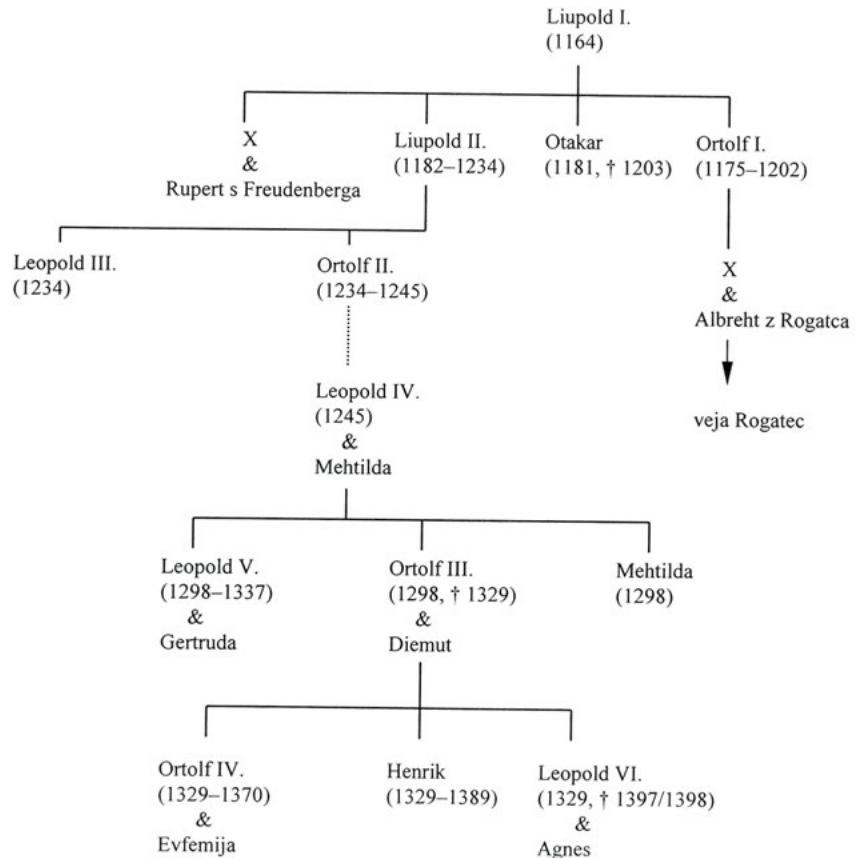 Liupold I.
(1164)
X
&
Rupert s Freudenberga
Liupold II.
(1182–1234)
Otakar
(1181, † 1203)
Ortolf I.
(1175–1202)
Leopold III.
(1234)
Ortolf II.
(1234–1245)
X
&
Albreht z Rogatca
veja Rogatec
Leopold IV.
(1245)
&
Mehtilda
Leopold V.
(1298–1337)
&
Gertruda
Ortolf III.
(1298, † 1329)
&
Diemut
Mehtilda
(1298)
Ortolf IV.
(1329–1370)
&
Evfemija
Henrik
(1329–1389)
Leopold VI.
(1329, † 1397/1398)
&
Agnes